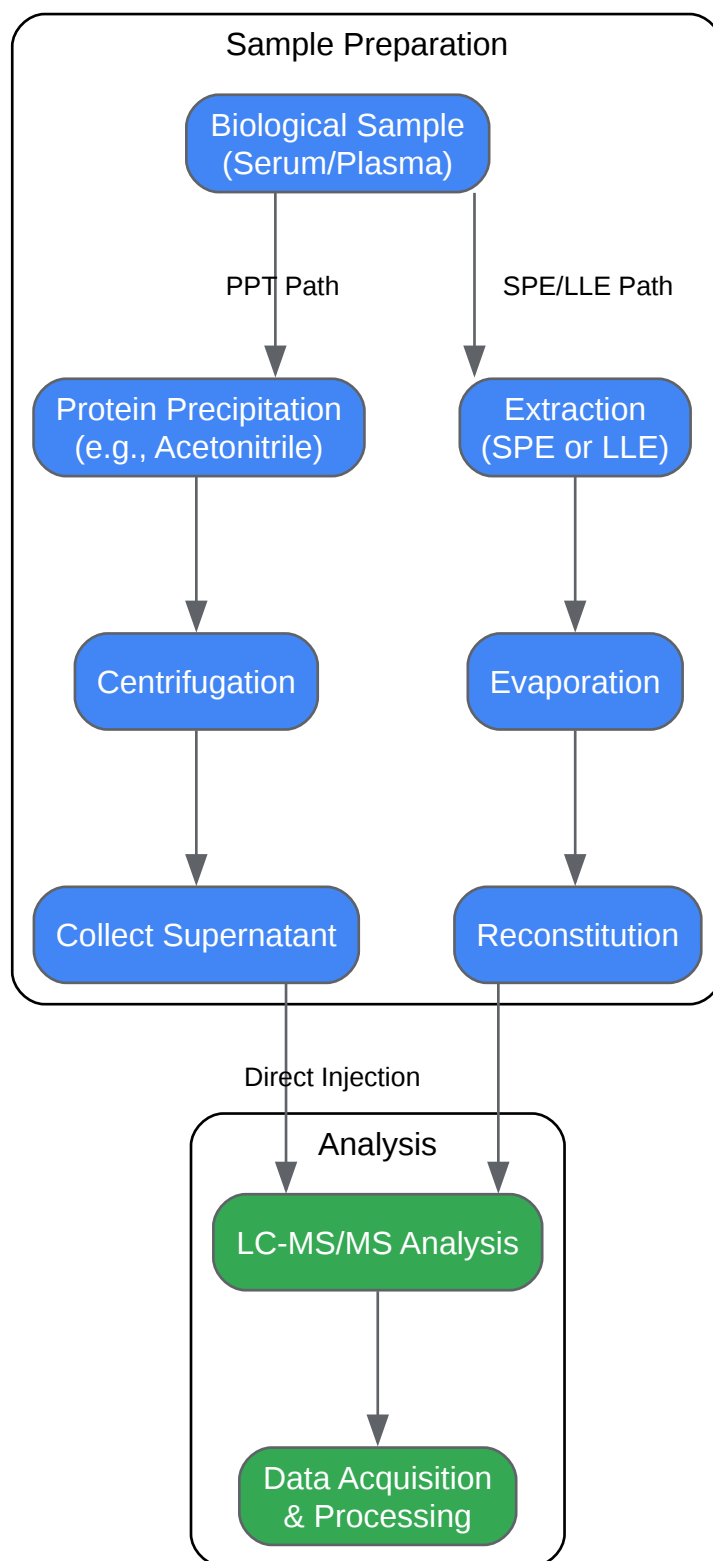 Sample Preparation
Biological Sample
(Serum/Plasma)
PPT Path
SPE/LLE Path
Protein Precipitation
(e.g., Acetonitrile)
Extraction
(SPE or LLE)
Centrifugation
Evaporation
Collect Supernatant
Reconstitution
Direct Injection
Analysis
LC-MS/MS Analysis
Data Acquisition
& Processing